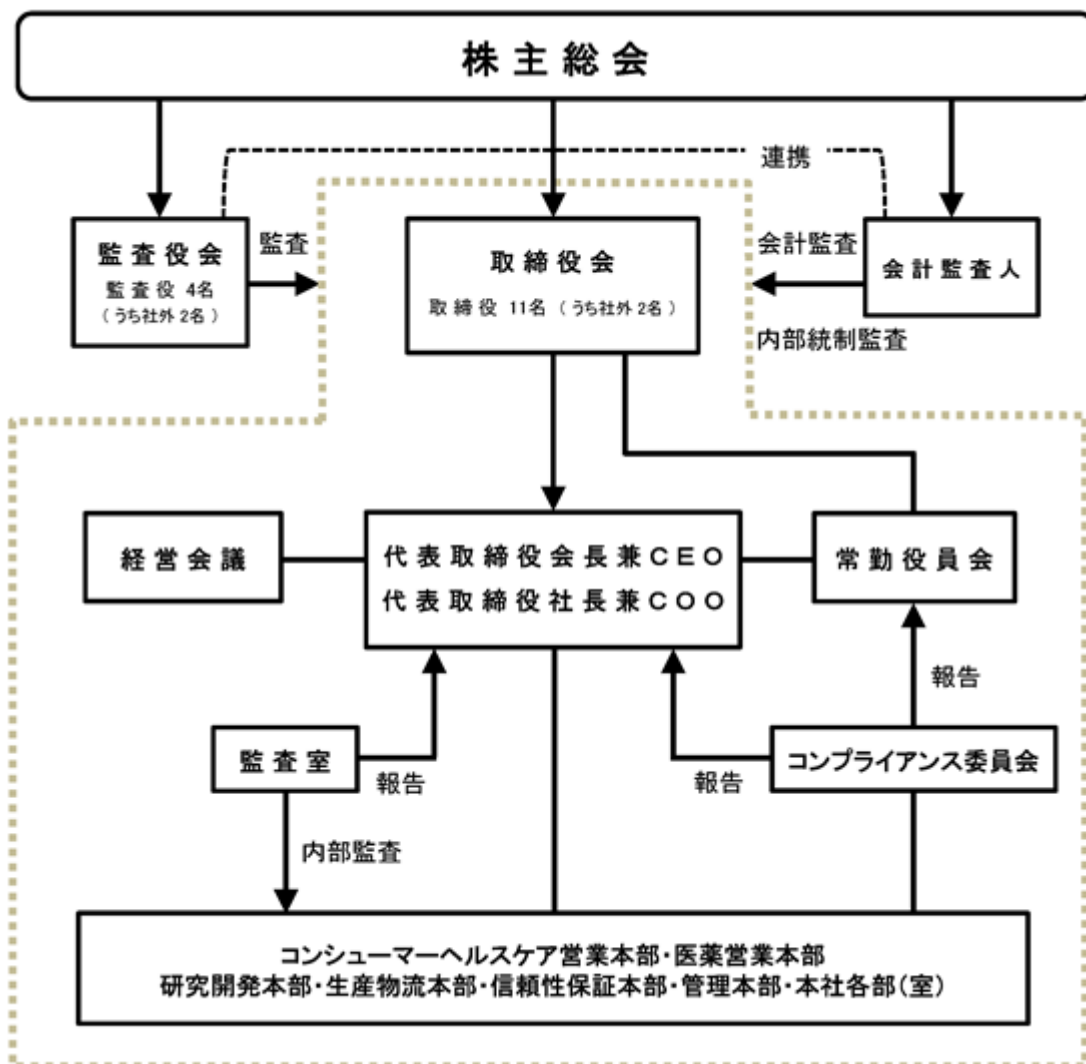 株主総会
連携
監査役会
監査役 4名
（うち社外 2名）
監査
取締役会
取締役 11名（うち社外 2名）
会計監査
内部統制監査
会計監査人
経営会議
代表取締役会長兼CEO
代表取締役社長兼COO
常勤役員会
報告
監査室
報告
報告
コンプライアンス委員会
内部監査
コンシューマーヘルスケア営業本部・医薬営業本部
研究開発本部・生産物流本部・信頼性保証本部・管理本部・本社各部（室）